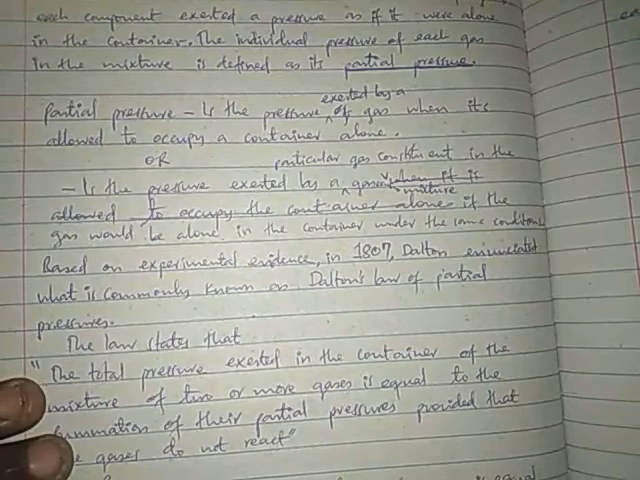 each component exerted a pressure as if it were alone
in the container. The individual pressure of each gas
in the mixture is defined as its partial pressure.
exerted by a
Partial pressure – Is the pressure of gas when its
allowed to occupy a container alone.
OR particular gas constituent in the
– Is the pressure exerted by a gas when it is
mixture
allowed to occupy the container alone if the
gas would be alone in the container under the same conditions
Based on experimental evidence, in 1807, Dalton enunciated
what is commonly known as Dalton's law of partial
pressures.
The law states that
"The total pressure exerted in the container of the
mixture of two or more gases is equal to the
summation of their partial pressures provided that
gases do not react"
is equal